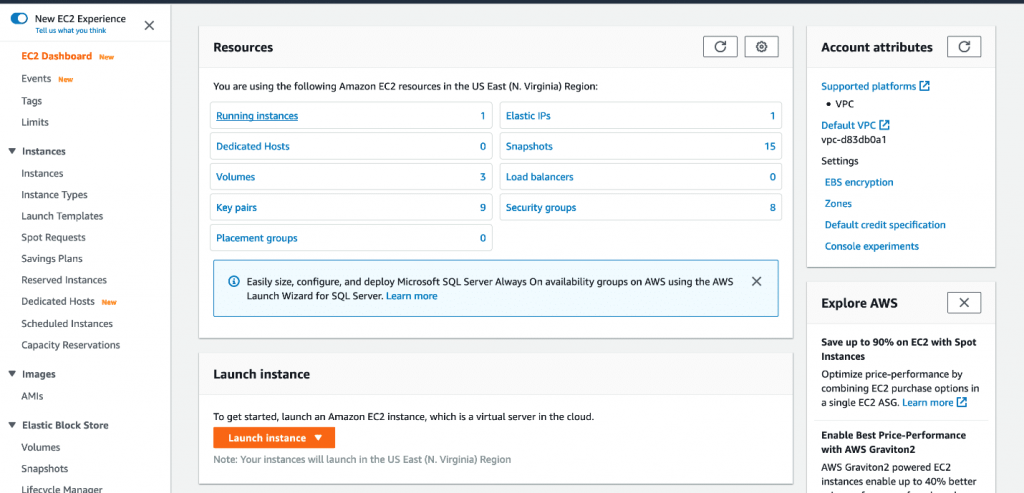 New EC2 Experience
Tell us what you think
EC2 Dashboard New
Events New
Tags
Limits
Instances
Instances
Instance Types
Launch Templates
Spot Requests
Savings Plans
Reserved Instances
Dedicated Hosts New
Scheduled Instances
Capacity Reservations
Images
AMIs
Elastic Block Store
Volumes
Snapshots
Lifecycle Manager
Resources
You are using the following Amazon EC2 resources in the US East (N. Virginia) Region:
Running instances 1
Elastic IPs 1
Dedicated Hosts 0
Snapshots 15
Volumes 3
Load balancers 0
Key pairs 9
Security groups 8
Placement groups 0
Easily size, configure, and deploy Microsoft SQL Server Always On availability groups on AWS using the AWS
Launch Wizard for SQL Server. Learn more
Launch instance
To get started, launch an Amazon EC2 instance, which is a virtual server in the cloud.
Launch instance
Note: Your instances will launch in the US East (N. Virginia) Region
Account attributes
Supported platforms
• VPC
Default VPC
vpc-d83db0a1
Settings
EBS encryption
Zones
Default credit specification
Console experiments
Explore AWS
Save up to 90% on EC2 with Spot
Instances
Optimize price-performance by
combining EC2 purchase options in
a single EC2 ASG. Learn more
Enable Best Price-Performance
with AWS Graviton2
AWS Graviton2 powered EC2
instances enable up to 40% better